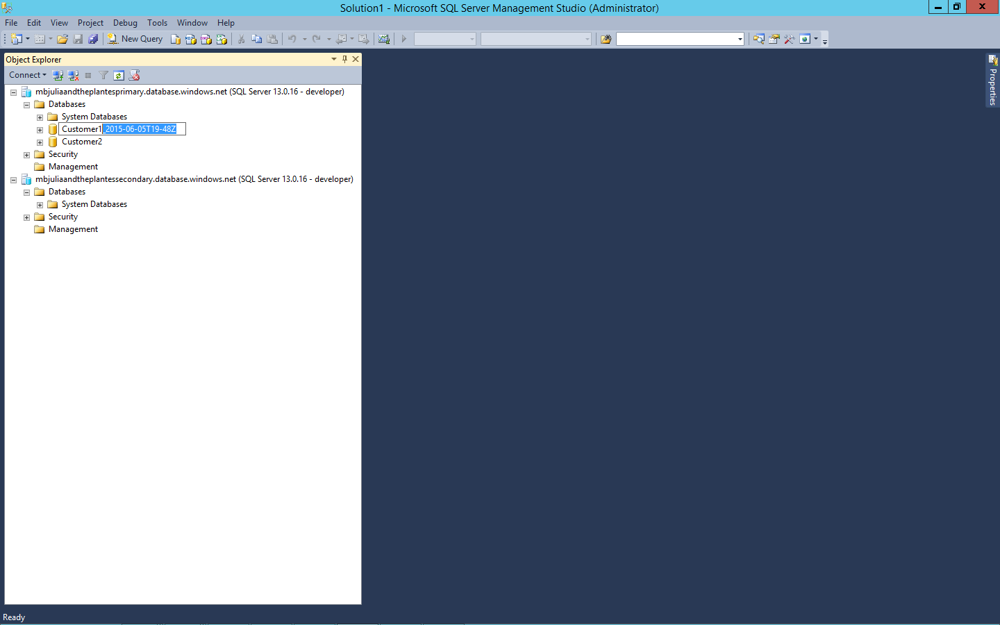 Solution1 - Microsoft SQL Server Management Studio (Administrator)
File Edit View Project Debug Tools Window Help
New Query
Object Explorer
Connect
mbjuliaandtheplantesprimary.database.windows.net (SQL Server 13.0.16 - developer)
Databases
System Databases
Customer1_2015-06-05T19-48Z
Customer2
Security
Management
mbjuliaandtheplantessecondary.database.windows.net (SQL Server 13.0.16 - developer)
Databases
System Databases
Security
Management
Properties
Ready